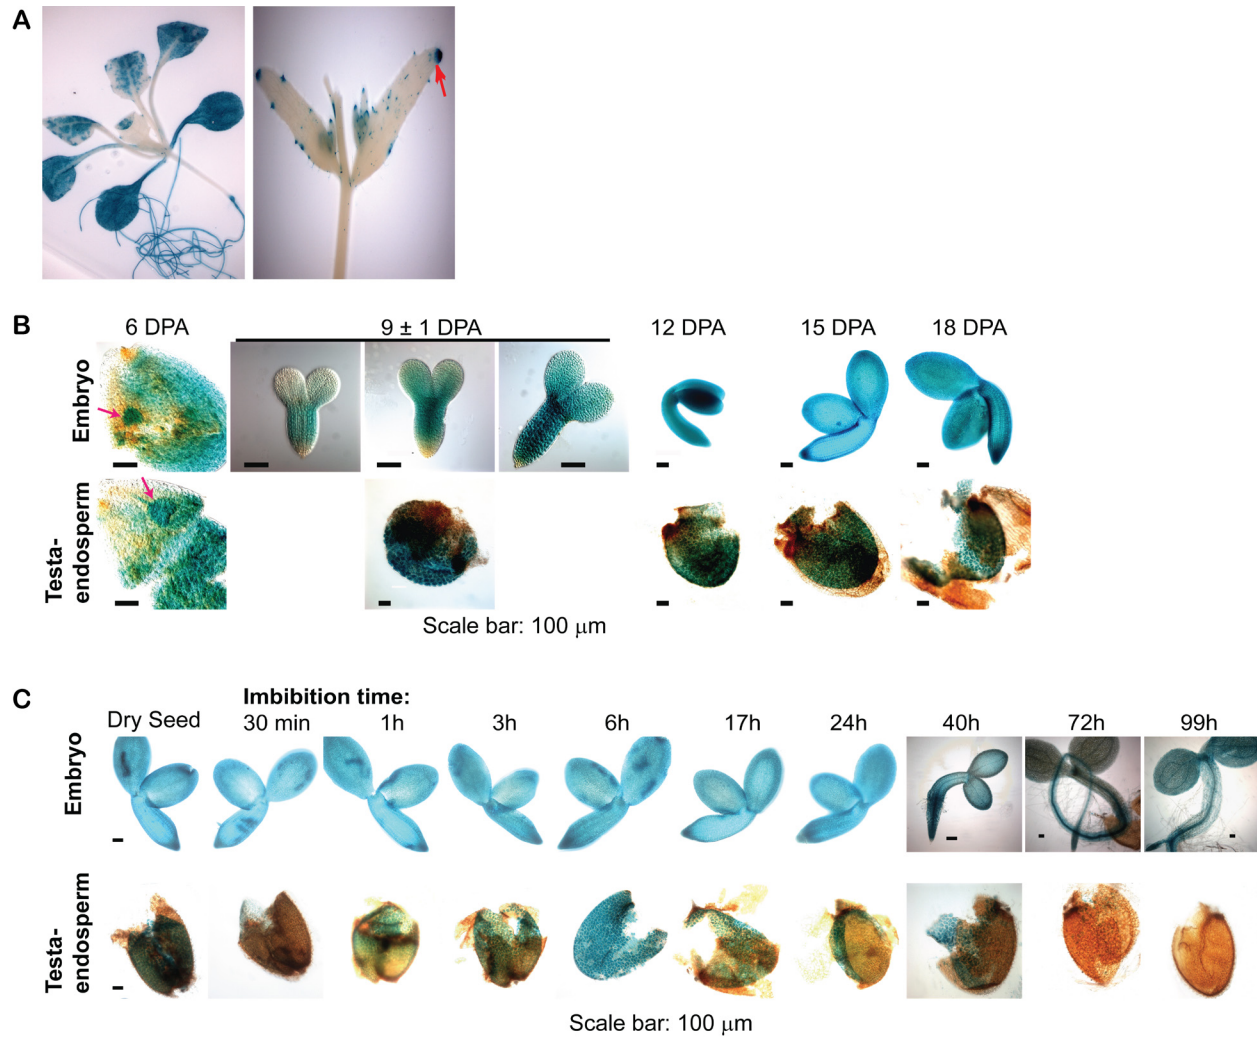 A
B
6 DPA
9 ± 1 DPA
12 DPA
15 DPA
18 DPA
Embryo
Testa-
endosperm
Scale bar: 100 µm
C
Imbibition time:
Dry Seed
30 min
1h
3h
6h
17h
24h
40h
72h
99h
Embryo
Testa-
endosperm
Scale bar: 100 µm